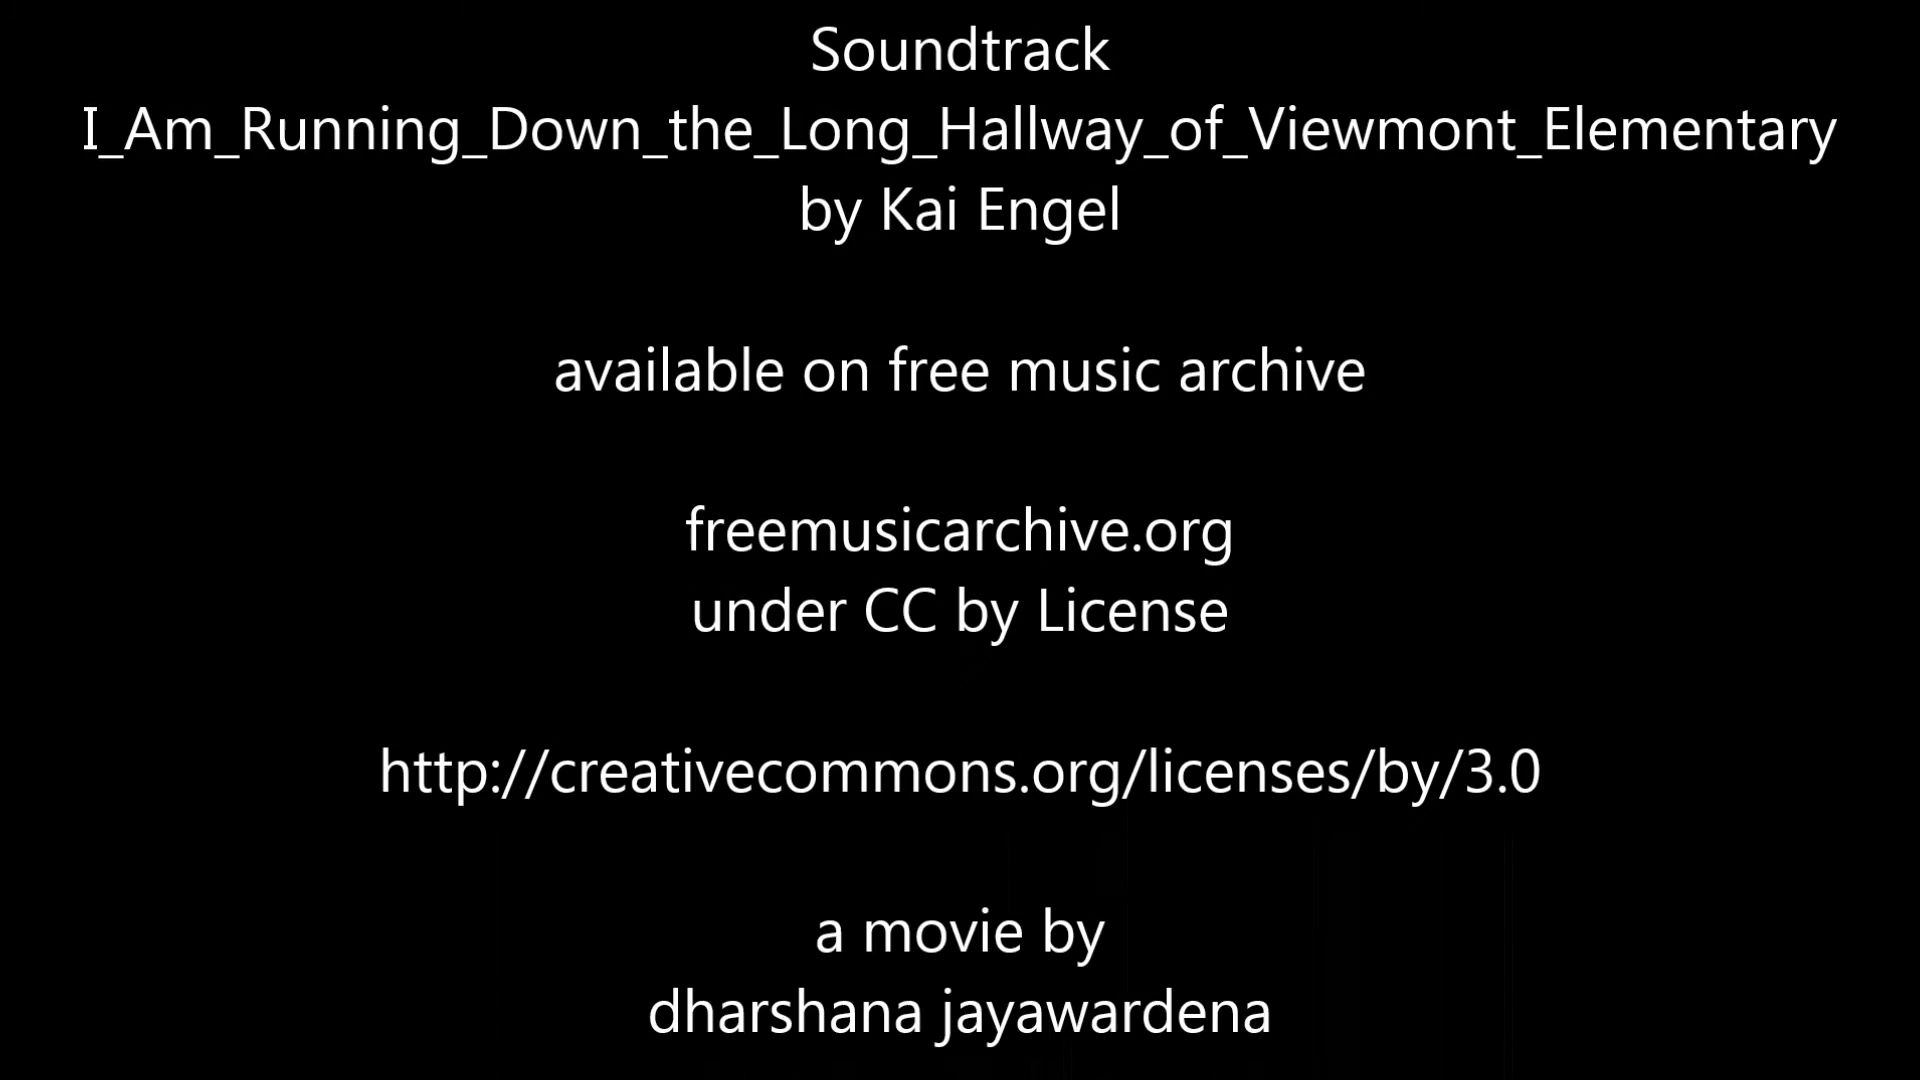 Soundtrack
I_Am_Running_Down_the_Long_Hallway_of_Viewmont_Elementary
by Kai Engel
available on free music archive
freemusicarchive.org
under CC by License
http://creativecommons.org/licenses/by/3.0
a movie by
dharshana jayawardena